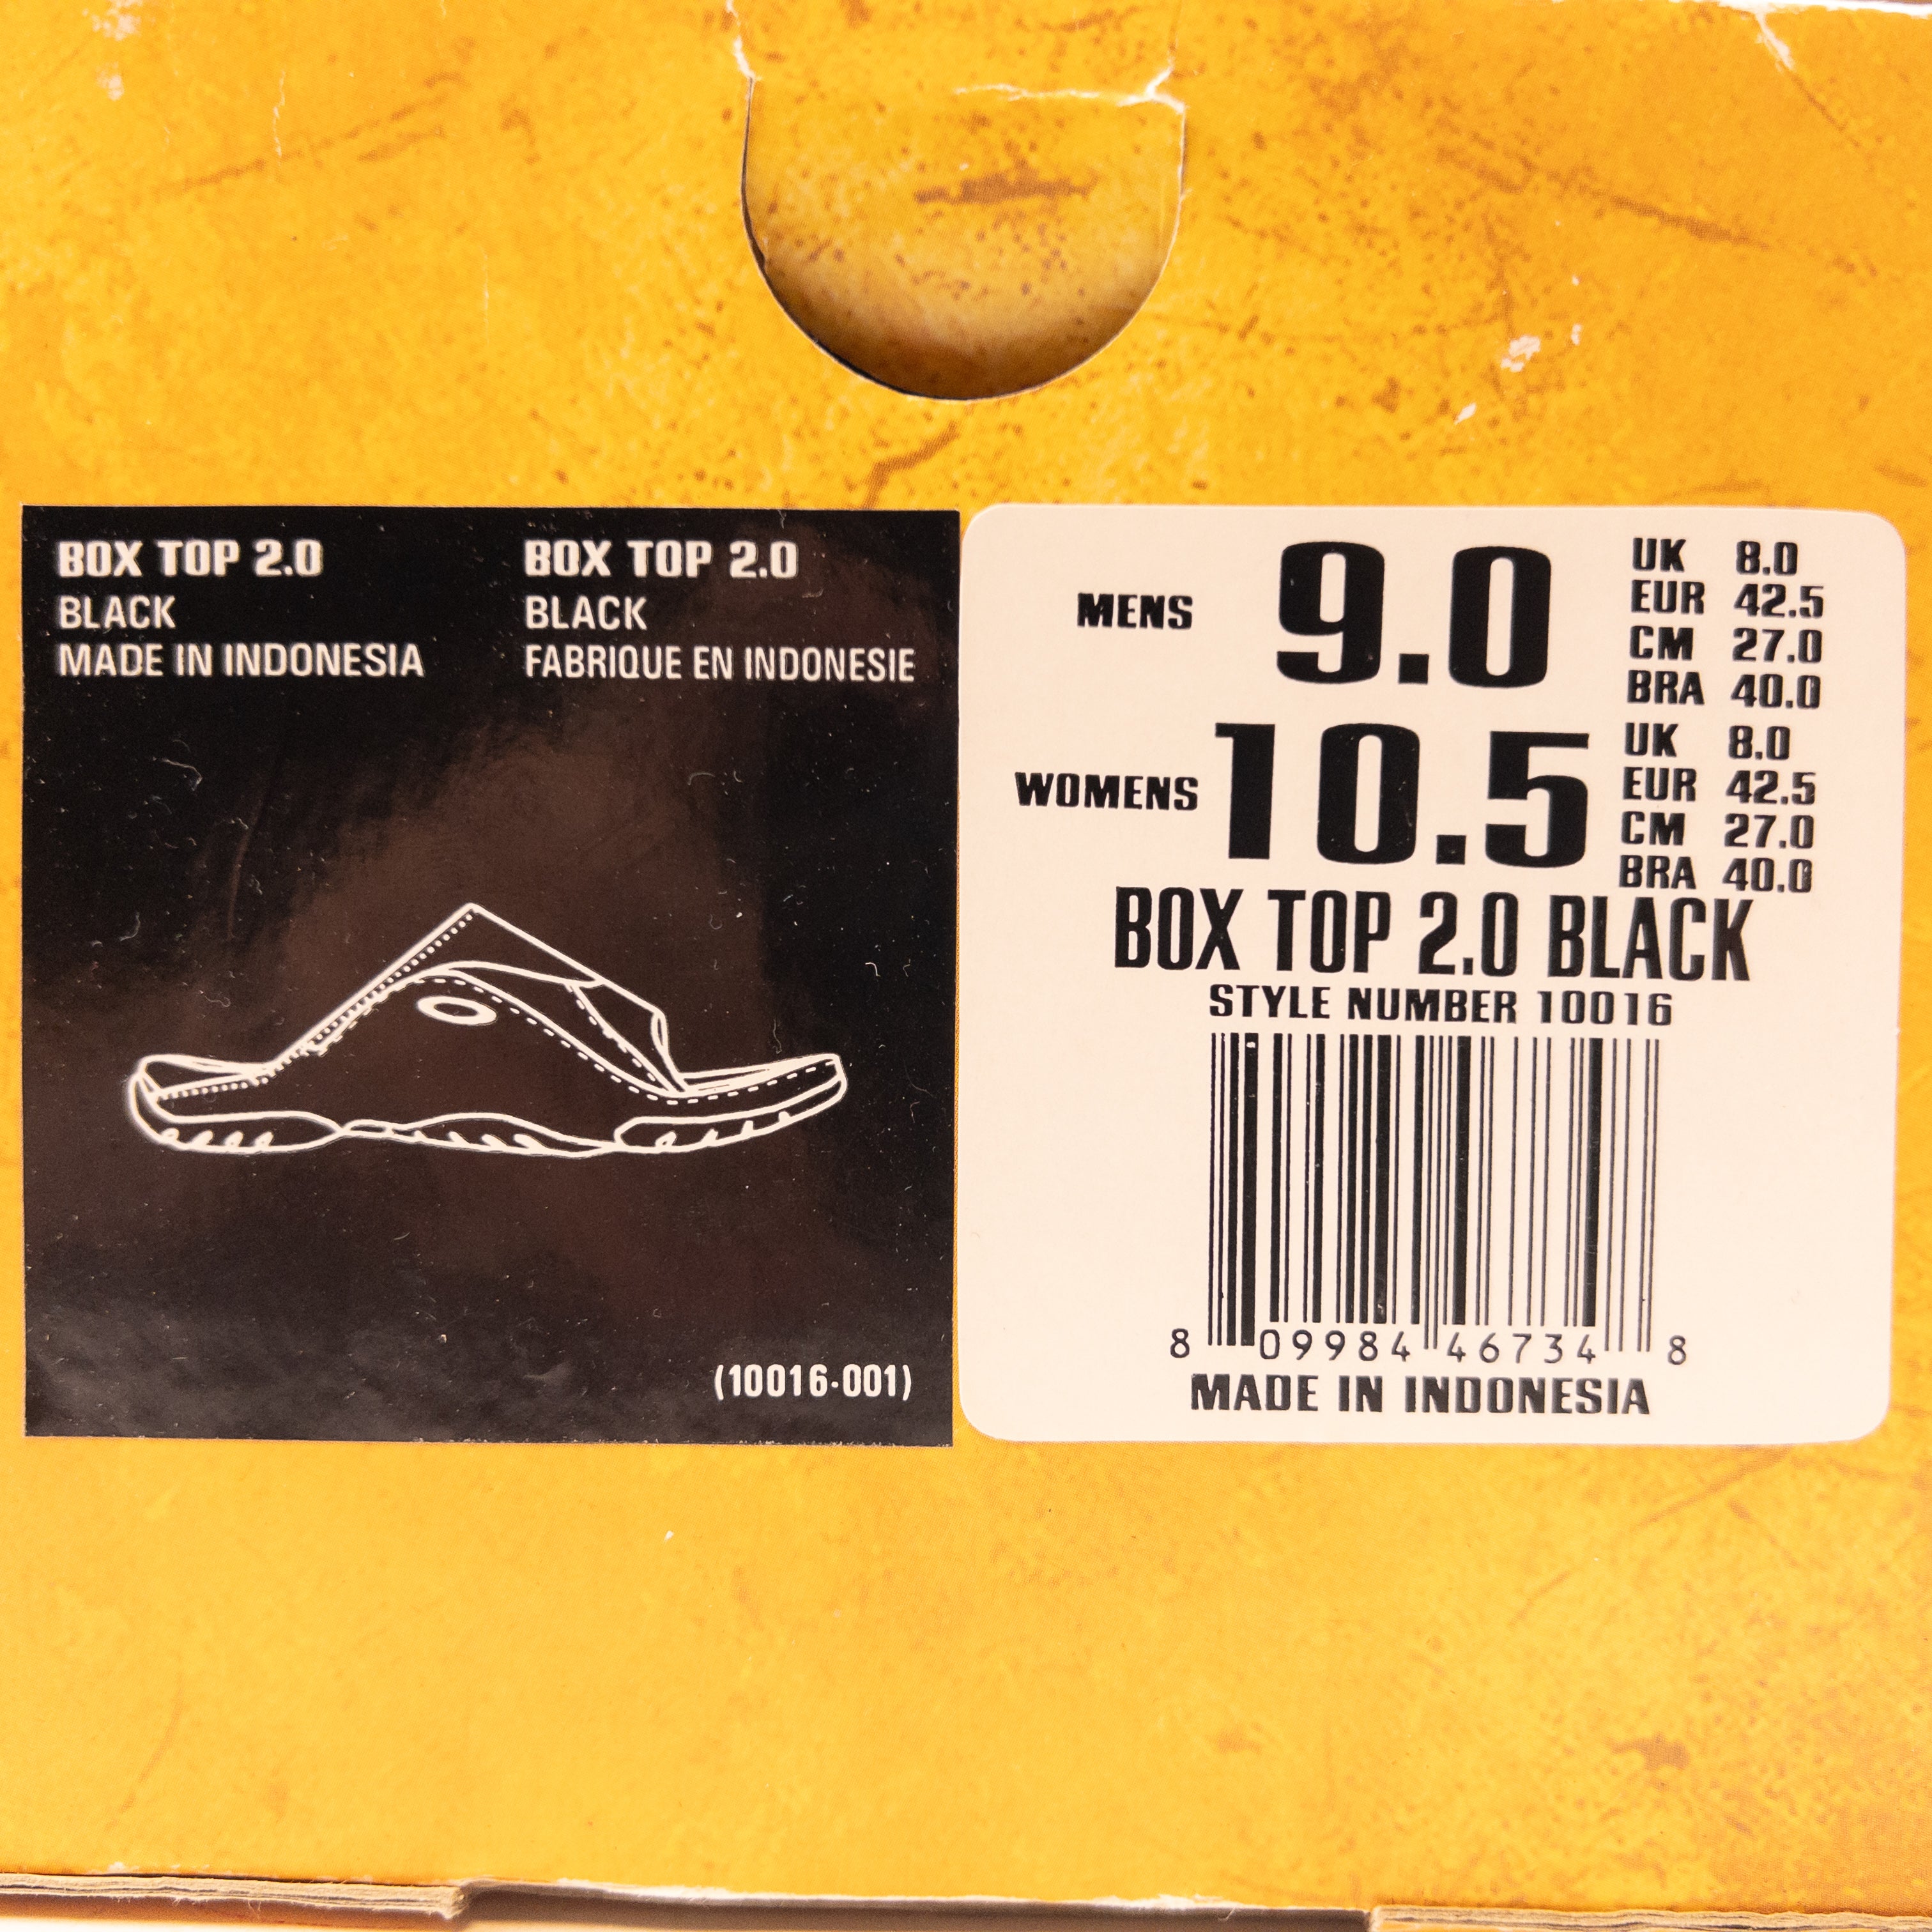 BOX TOP 2.0
BLACK
MADE IN INDONESIA
BOX TOP 2.0
BLACK
FABRIQUE EN INDONESIE
(10016-001)
MENS 9.0
UK 8.0
EUR 42.5
CM 27.0
BRA 40.0
WOMENS 10.5
UK 8.0
EUR 42.5
CM 27.0
BRA 40.0
BOX TOP 2.0 BLACK
STYLE NUMBER 10016
8 09984 46734 8
MADE IN INDONESIA